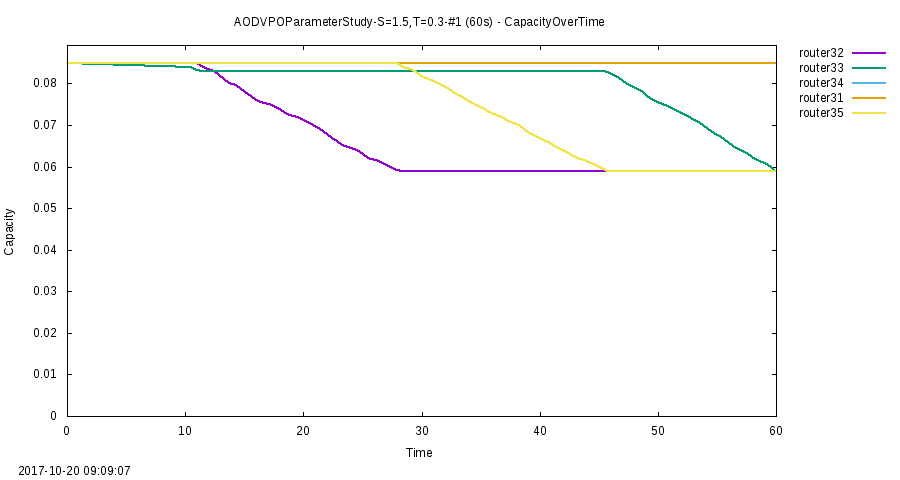 AODVPOParameterStudy-S=1.5,T=0.3-#1 (60s) - CapacityOverTime
router32
router33
router34
router31
router35
0.08
0.07
0.06
0.05
0.04
0.03
0.02
0.01
0
Capacity
0 10 20 30 40 50 60
Time
2017-10-20 09:09:07